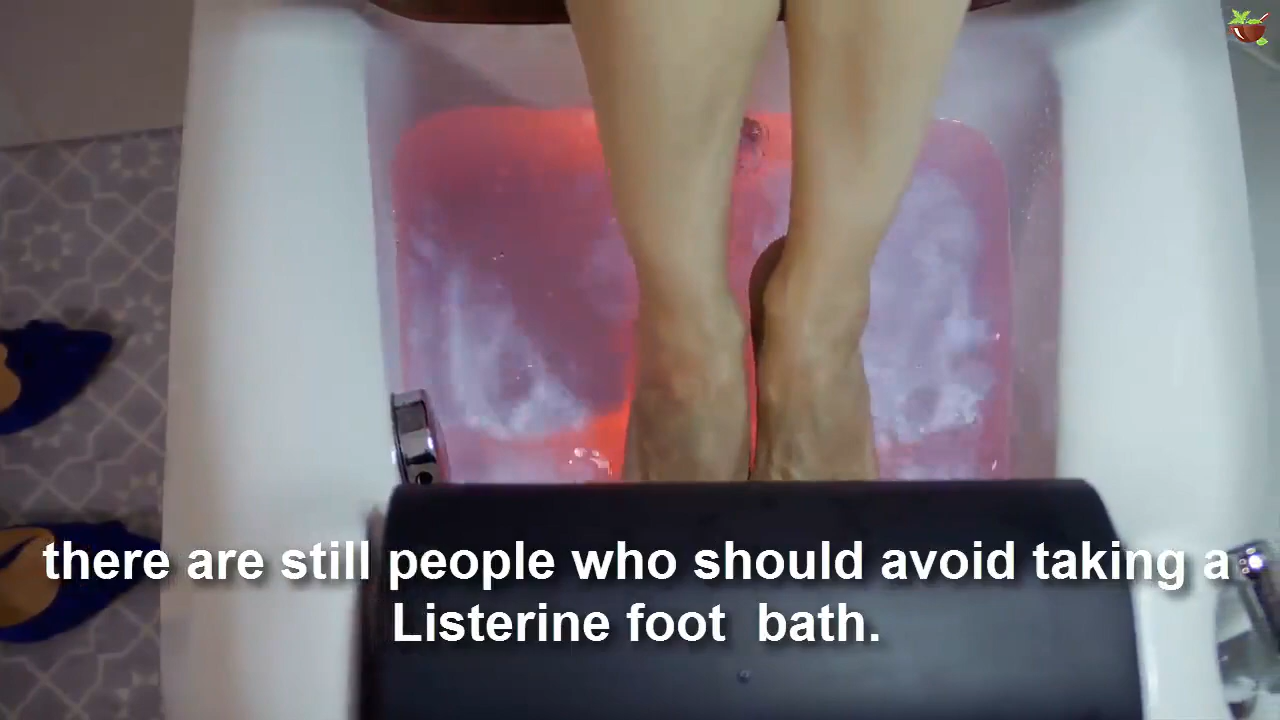 there are still people who should avoid taking a
Listerine foot  bath.